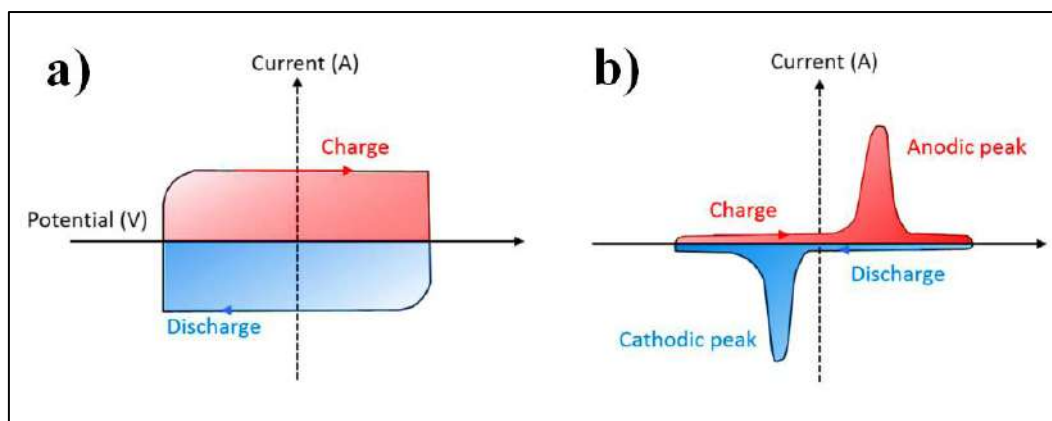 a)
Current (A)
Charge
Potential (V)
Discharge
b)
Current (A)
Anodic peak
Charge
Discharge
Cathodic peak